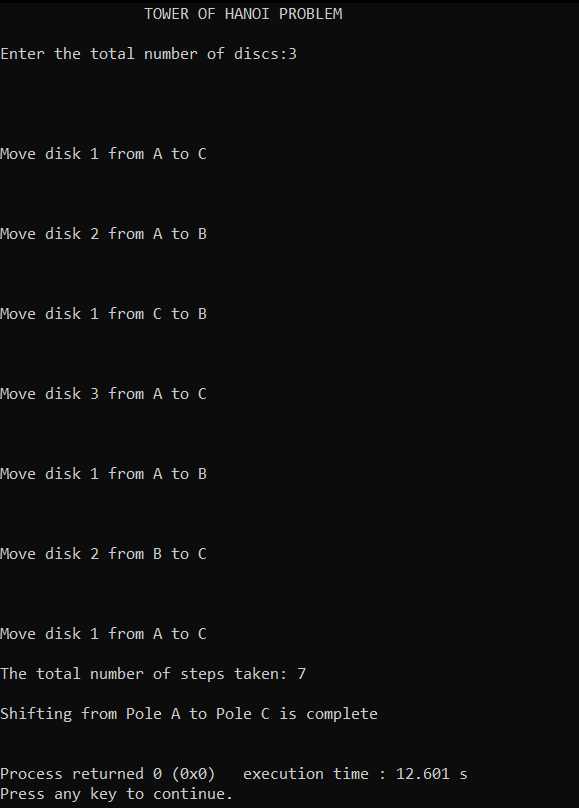 TOWER OF HANOI PROBLEM
Enter the total number of discs:3
Move disk 1 from A to C
Move disk 2 from A to B
Move disk 1 from C to B
Move disk 3 from A to C
Move disk 1 from A to B
Move disk 2 from B to C
Move disk 1 from A to C
The total number of steps taken: 7
Shifting from Pole A to Pole C is complete
Process returned 0 (0x0)   execution time : 12.601 s
Press any key to continue.